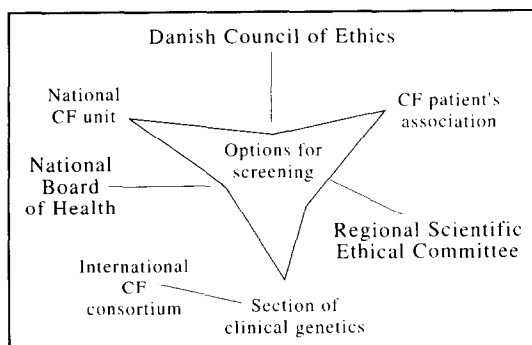 Danish Council of Ethics
National
CF unit
CF patient's
association
Options for
screening
National
Board
of Health
Regional Scientific
Ethical Committee
International
CF
consortium
Section of
clinical genetics